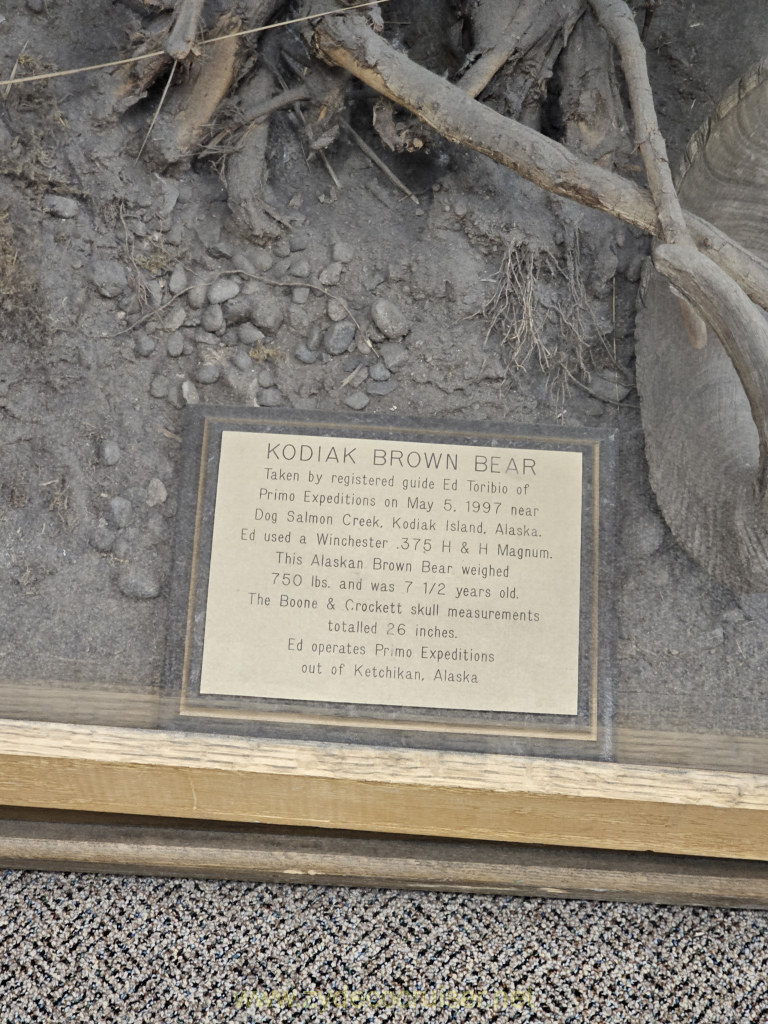 KODIAK BROWN BEAR
Taken by registered guide Ed Toribio of
Primo Expeditions on May 5, 1997 near
Dog Salmon Creek, Kodiak Island, Alaska.
Ed used a Winchester .375 H & H Magnum.
This Alaskan Brown Bear weighed
750 lbs. and was 7 1/2 years old.
The Boone & Crockett skull measurements
totalled 26 inches.
Ed operates Primo Expeditions
out of Ketchikan, Alaska